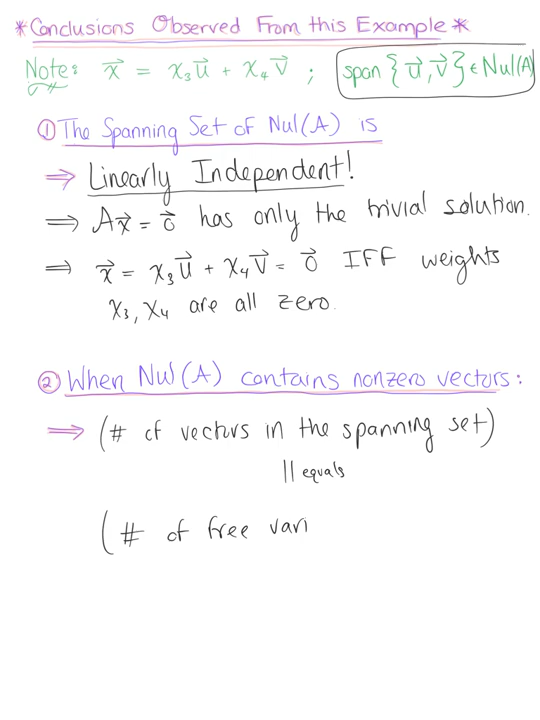 *Conclusions Observed From this Example*
Note: x⃗ = x₃u⃗ + x₄v⃗ ; span {u⃗, v⃗} ∈ Nul(A)
① The Spanning Set of Nul(A) is
⇒ Linearly Independent!
⇒ Ax⃗ = 0⃗ has only the trivial solution.
⇒ x⃗ = x₃u⃗ + x₄v⃗ = 0⃗ IFF weights
x₃, x₄ are all zero.
② When Nul(A) contains nonzero vectors:
⇒ (# of vectors in the spanning set)
|| equals
(# of free vari